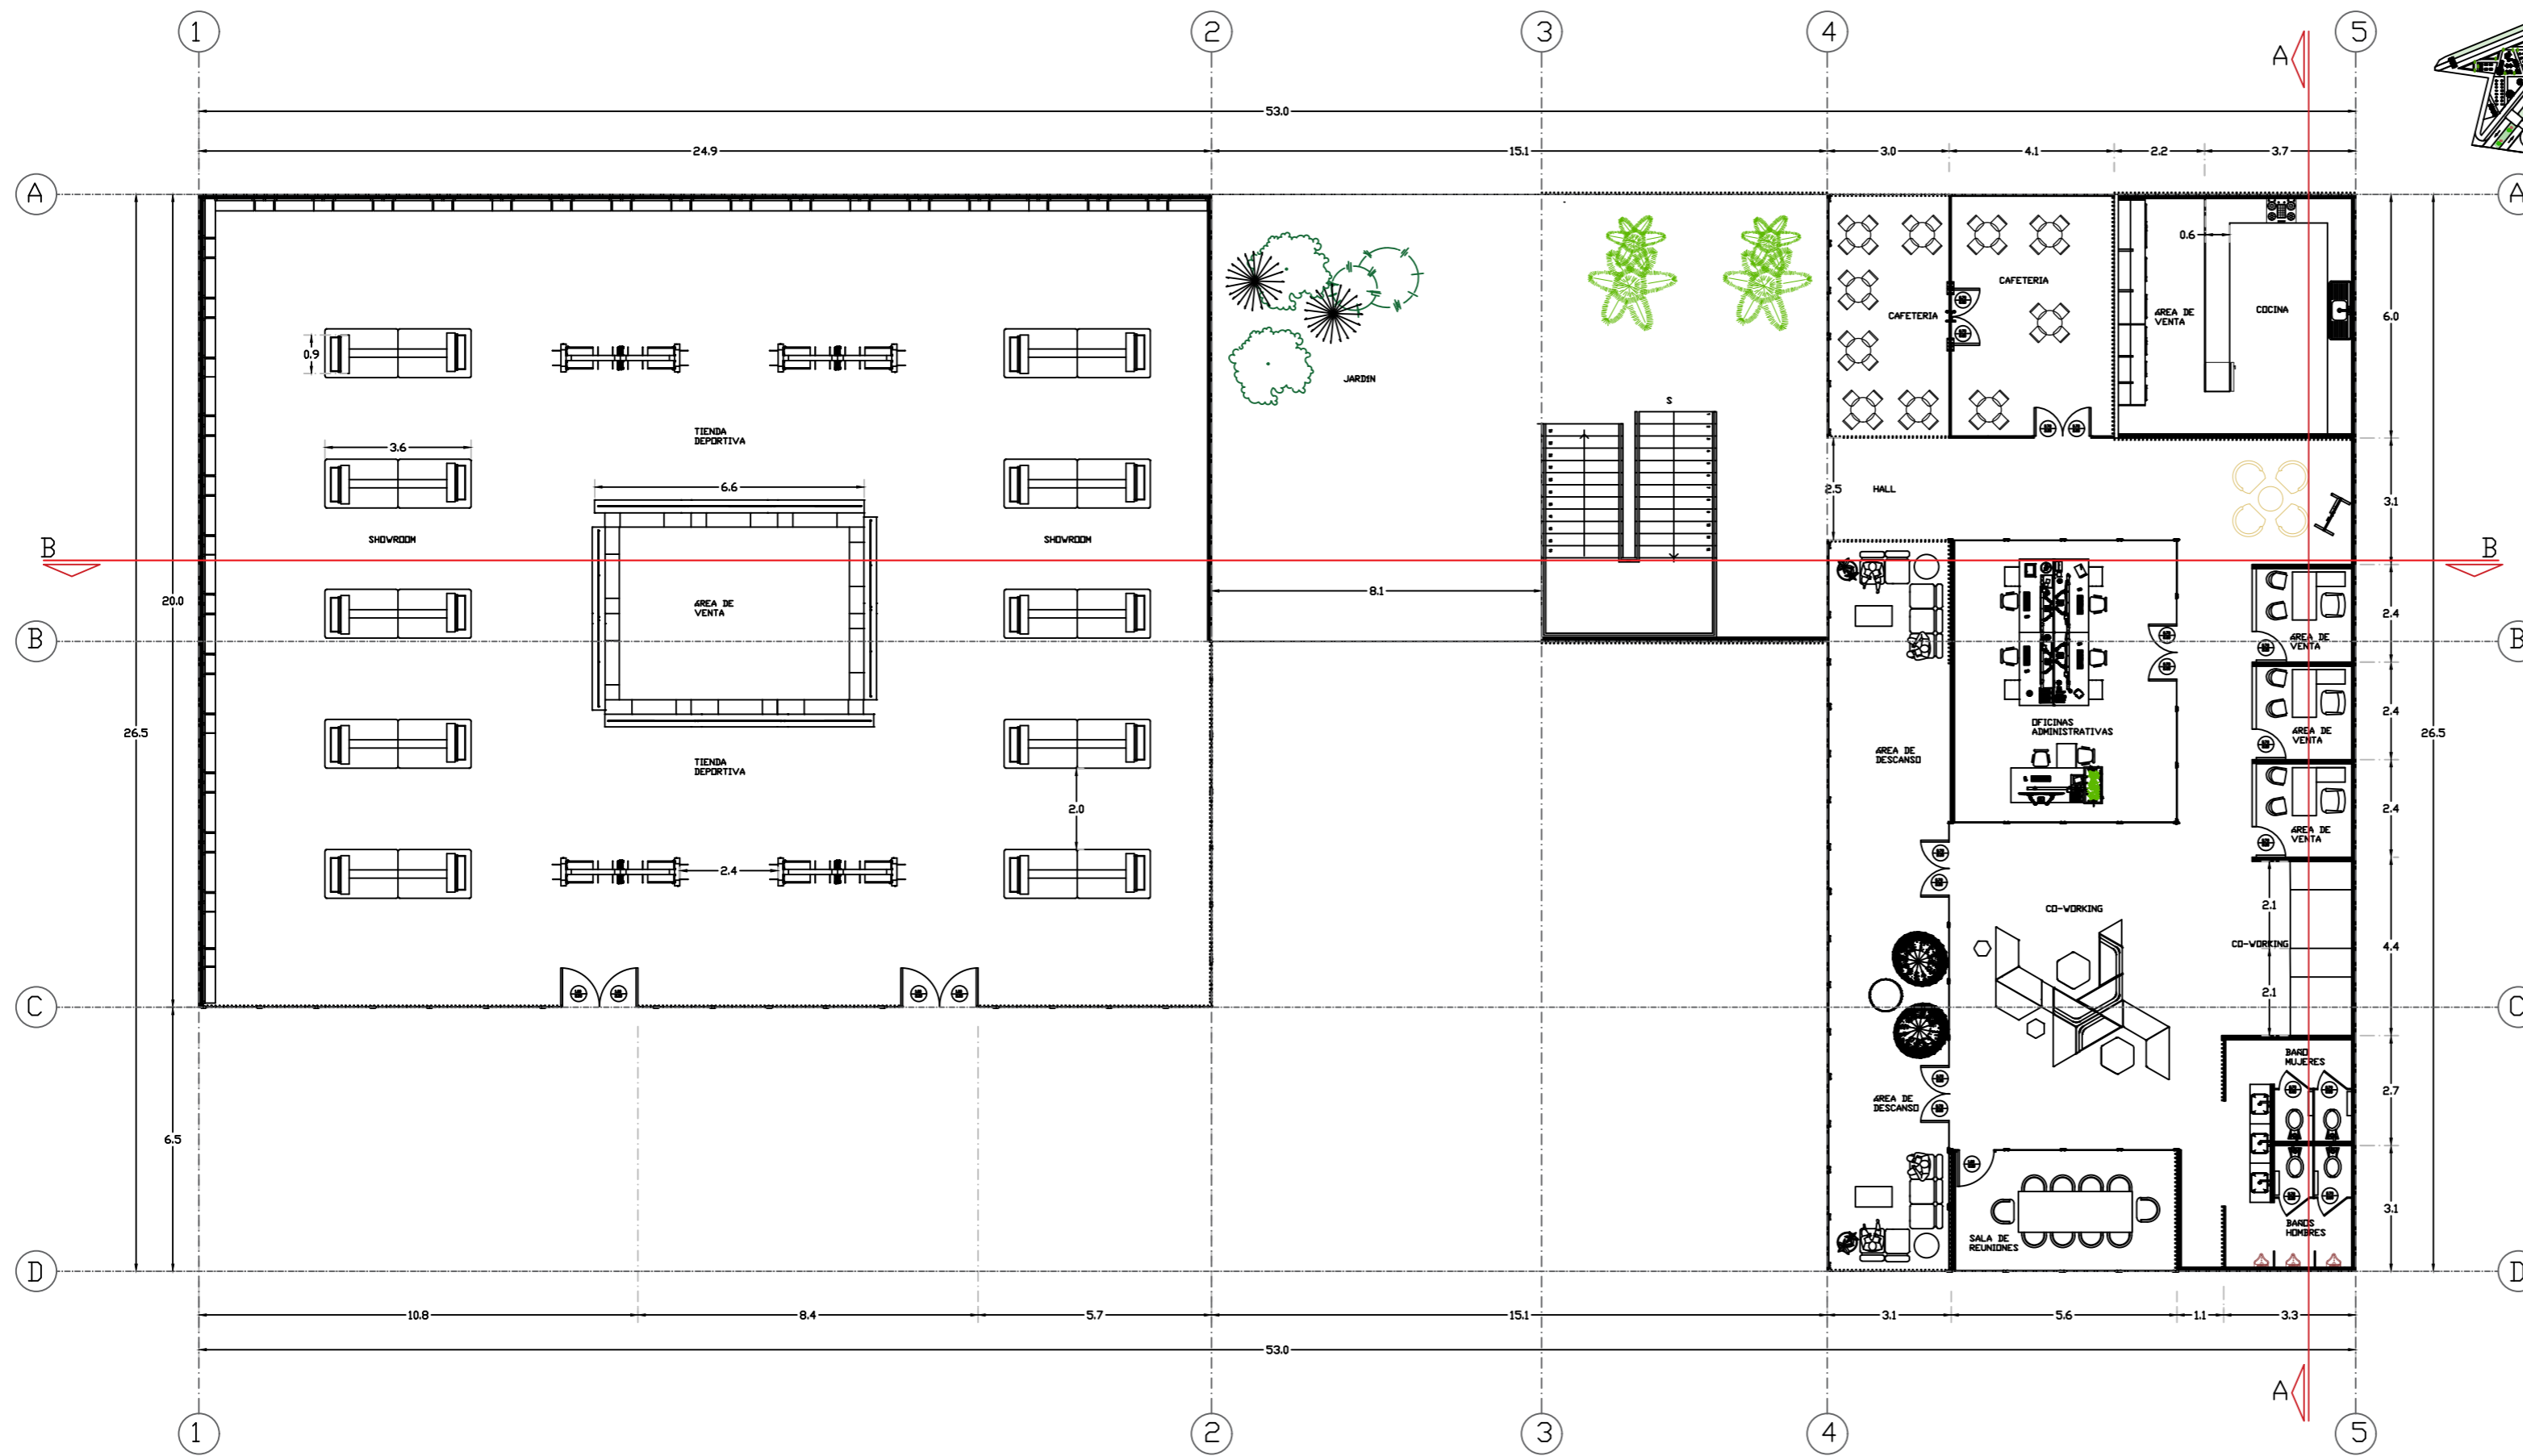 1
2
3
4
5
A
53.0
24.9
15.1
3.0
4.1
2.2
3.7
A
A
0.6
CAFETERIA
CAFETERIA
ÁREA DE
VENTA
COCINA
6.0
0.9
JARDIN
S
TIENDA
DEPORTIVA
3.6
6.6
2.5
HALL
3.1
SHOWROOM
SHOWROOM
B
B
8.1
20.0
ÁREA DE
VENTA
2.4
B
B
ÁREA DE
VENTA
26.5
2.4
26.5
OFICINAS
ADMINISTRATIVAS
ÁREA DE
VENTA
ÁREA DE
DESCANSO
TIENDA
DEPORTIVA
2.0
2.4
ÁREA DE
VENTA
2.4
2.1
CO-WORKING
CO-WORKING
4.4
2.1
C
C
BAÑO
MUJERES
2.7
ÁREA DE
DESCANSO
6.5
3.1
BAÑOS
HOMBRES
SALA DE
REUNIONES
D
D
10.8
8.4
5.7
15.1
3.1
5.6
1.1
3.3
53.0
A
1
2
3
4
5